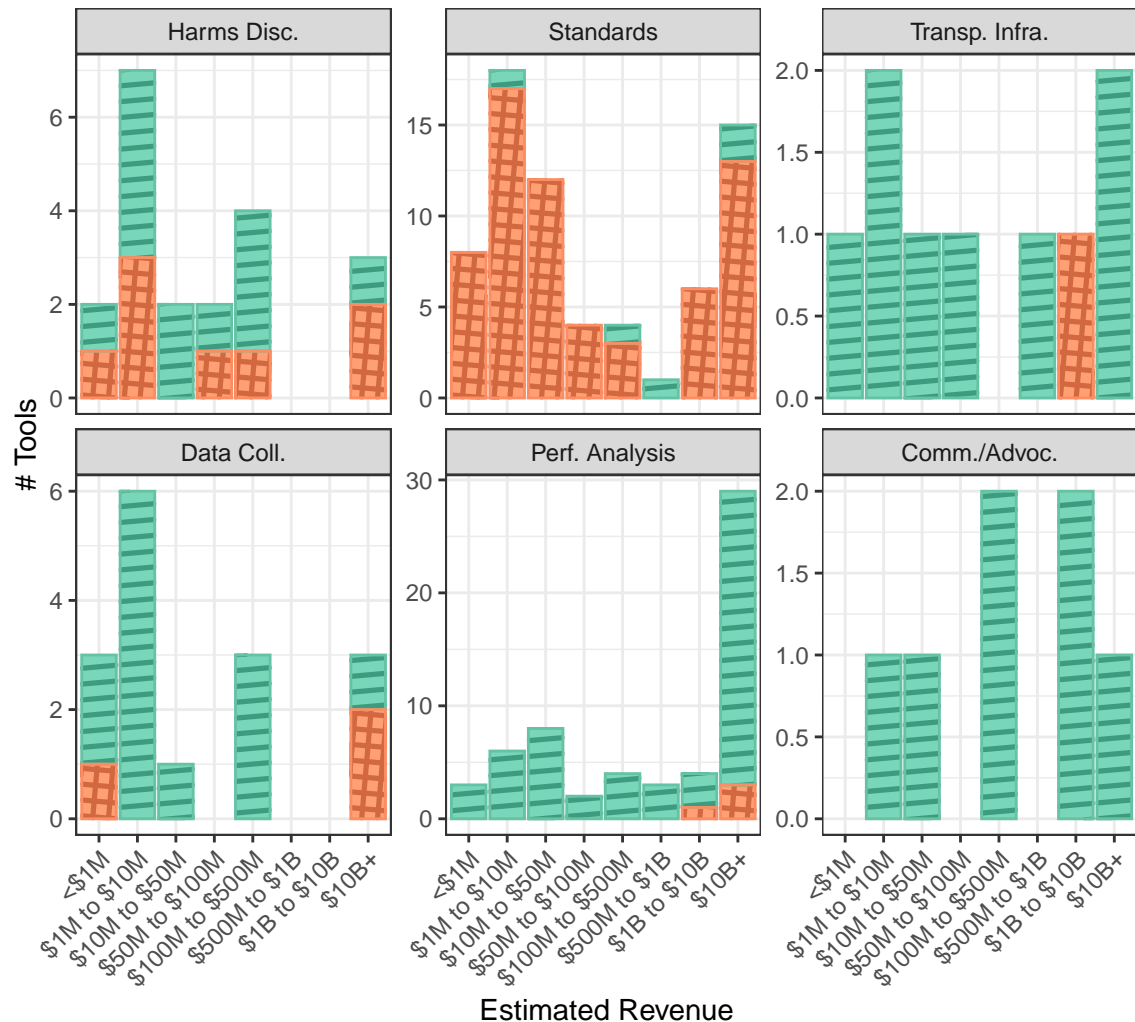 Harms Disc.
Standards
Transp. Infra.
6
4
2
0
15
10
5
0
2.0
1.5
1.0
0.5
0.0
# Tools
Data Coll.
Perf. Analysis
Comm./Advoc.
6
4
2
0
30
20
10
0
2.0
1.5
1.0
0.5
0.0
<$1M
$1M to $10M
$10M to $50M
$50M to $100M
$100M to $500M
$500M to $1B
$1B to $10B
$10B+
<$1M
$1M to $10M
$10M to $50M
$50M to $100M
$100M to $500M
$500M to $1B
$1B to $10B
$10B+
<$1M
$1M to $10M
$10M to $50M
$50M to $100M
$100M to $500M
$500M to $1B
$1B to $10B
$10B+
Estimated Revenue